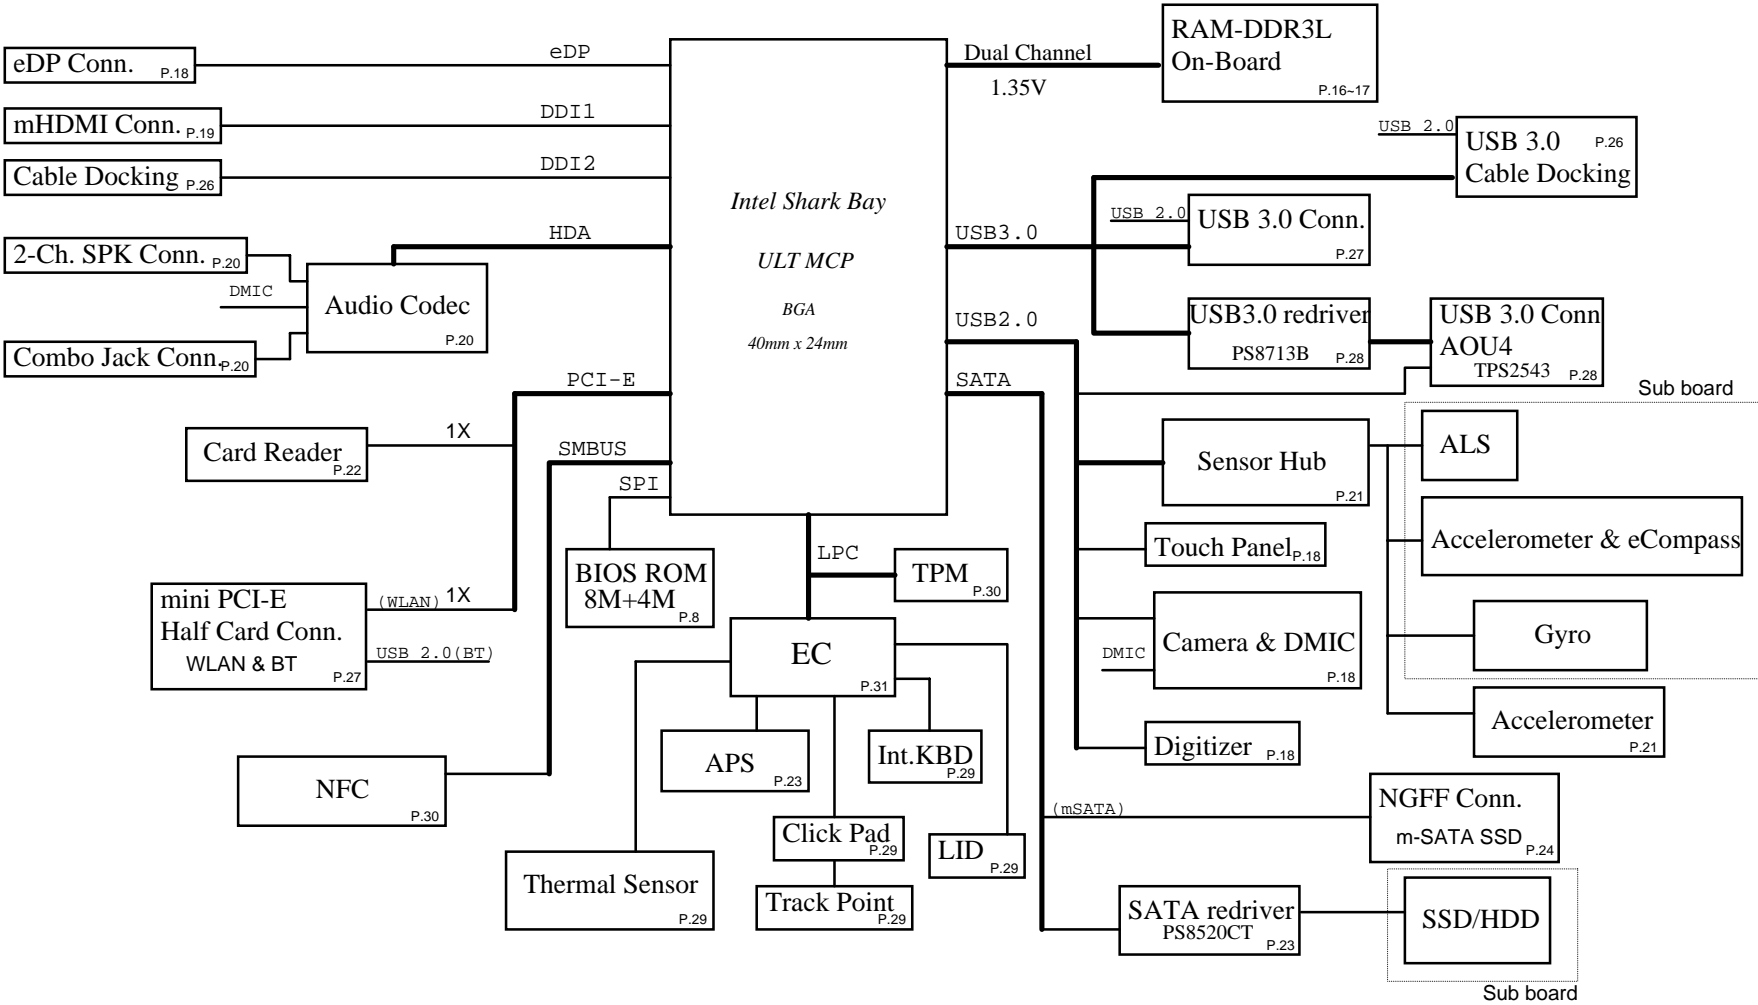 eDP Conn. P.18
eDP
mHDMI Conn. P.19
DDI1
Cable Docking P.26
DDI2
2-Ch. SPK Conn. P.20
HDA
DMIC
Audio Codec
P.20
Combo Jack Conn. P.20
PCI-E
Card Reader
P.22
1X
SMBUS
SPI
mini PCI-E
Half Card Conn.
WLAN & BT
P.27
(WLAN) 1X
USB 2.0(BT)
NFC
P.30
BIOS ROM
8M+4M
P.8
Intel Shark Bay
ULT MCP
BGA
40mm x 24mm
LPC
TPM
P.30
EC
P.31
APS
P.23
Int.KBD
P.29
Click Pad
P.29
Track Point
P.29
LID
P.29
Thermal Sensor
P.29
Dual Channel
1.35V
RAM-DDR3L
On-Board
P.16~17
USB 2.0
USB 3.0 P.26
Cable Docking
USB 2.0
USB 3.0 Conn.
P.27
USB3.0
USB2.0
USB3.0 redriver
PS8713B P.28
USB 3.0 Conn
AOU4
TPS2543 P.28
SATA
Sub board
Sensor Hub
P.21
ALS
Accelerometer & eCompass
Gyro
Accelerometer
P.21
Touch Panel P.18
DMIC
Camera & DMIC
P.18
Digitizer P.18
(mSATA)
NGFF Conn.
m-SATA SSD P.24
SATA redriver
PS8520CT
P.23
SSD/HDD
Sub board